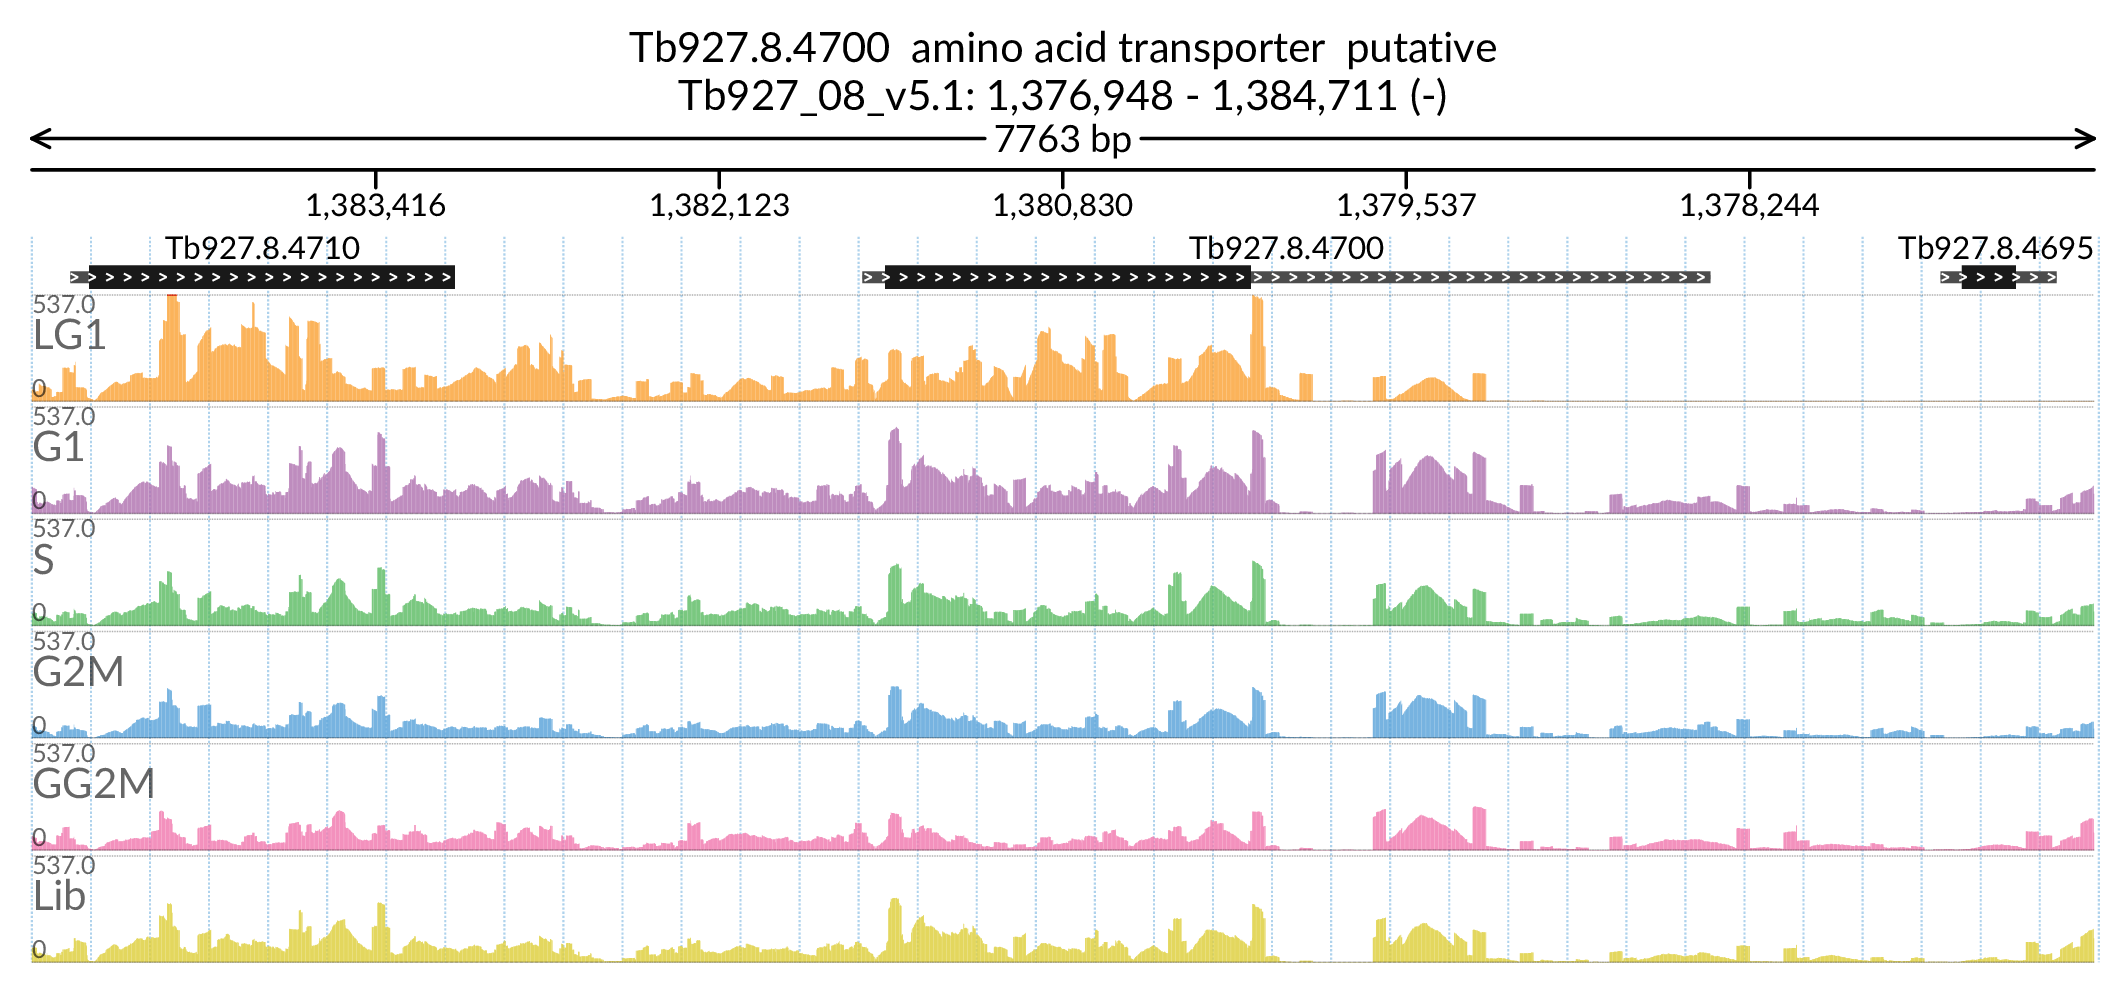 Tb927.8.4700  amino acid transporter  putative
Tb927_08_v5.1: 1,376,948 - 1,384,711 (-)
7763 bp
1,383,416 1,382,123 1,380,830 1,379,537 1,378,244
Tb927.8.4710 Tb927.8.4700 Tb927.8.4695
537.0
LG1
0
537.0
G1
0
537.0
S
0
537.0
G2M
0
537.0
GG2M
0
537.0
Lib
0